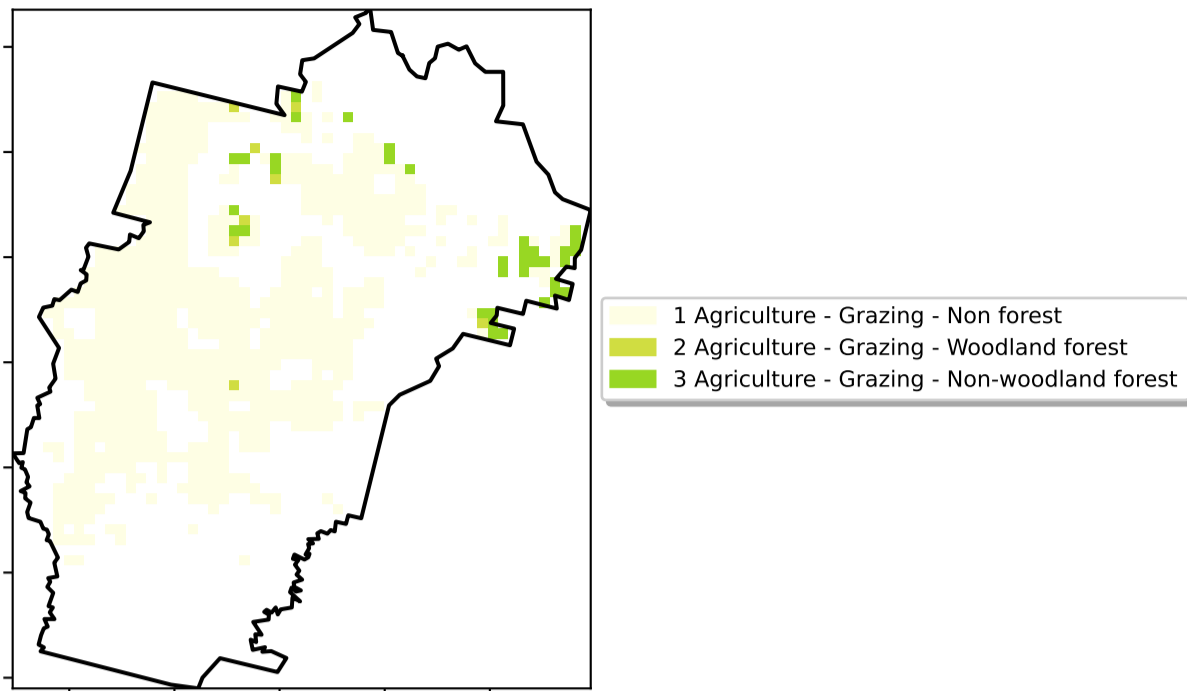 1 Agriculture - Grazing - Non forest
2 Agriculture - Grazing - Woodland forest
3 Agriculture - Grazing - Non-woodland forest